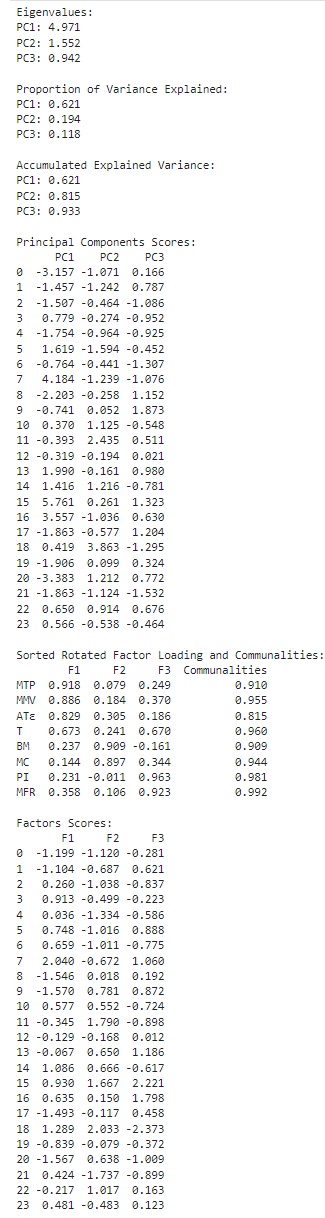 Eigenvalues:
PC1: 4.971
PC2: 1.552
PC3: 0.942
Proportion of Variance Explained:
PC1: 0.621
PC2: 0.194
PC3: 0.118
Accumulated Explained Variance:
PC1: 0.621
PC2: 0.815
PC3: 0.933
Principal Components Scores:
PC1 PC2 PC3
0 -3.157 -1.071 0.166
1 -1.457 -1.242 0.787
2 -1.507 -0.464 -1.086
3 0.779 -0.274 -0.952
4 -1.754 -0.964 -0.925
5 1.619 -1.594 -0.452
6 -0.764 -0.441 -1.307
7 4.184 -1.239 -1.076
8 -2.203 -0.258 1.152
9 -0.741 0.052 1.873
10 0.370 1.125 -0.548
11 -0.393 2.435 0.511
12 -0.319 -0.194 0.021
13 1.990 -0.161 0.980
14 1.416 1.216 -0.781
15 5.761 0.261 1.323
16 3.557 -1.036 0.630
17 -1.863 -0.577 1.204
18 0.419 3.863 -1.295
19 -1.906 0.099 0.324
20 -3.383 1.212 0.772
21 -1.863 -1.124 -1.532
22 0.650 0.914 0.676
23 0.566 -0.538 -0.464
Sorted Rotated Factor Loading and Communalities:
F1 F2 F3 Communalities
MTP 0.918 0.079 0.249 0.910
MMV 0.886 0.184 0.370 0.955
ATε 0.829 0.305 0.186 0.815
T 0.673 0.241 0.670 0.960
BM 0.237 0.909 -0.161 0.909
MC 0.144 0.897 0.344 0.944
PI 0.231 -0.011 0.963 0.981
MFR 0.358 0.106 0.923 0.992
Factors Scores:
F1 F2 F3
0 -1.199 -1.120 -0.281
1 -1.104 -0.687 0.621
2 0.260 -1.038 -0.837
3 0.913 -0.499 -0.223
4 0.036 -1.334 -0.586
5 0.748 -1.016 0.888
6 0.659 -1.011 -0.775
7 2.040 -0.672 1.060
8 -1.546 0.018 0.192
9 -1.570 0.781 0.872
10 0.577 0.552 -0.724
11 -0.345 1.790 -0.898
12 -0.129 -0.168 0.012
13 -0.067 0.650 1.186
14 1.086 0.666 -0.617
15 0.930 1.667 2.221
16 0.635 0.150 1.798
17 -1.493 -0.117 0.458
18 1.289 2.033 -2.373
19 -0.839 -0.079 -0.372
20 -1.567 0.638 -1.009
21 0.424 -1.737 -0.899
22 -0.217 1.017 0.163
23 0.481 -0.483 0.123